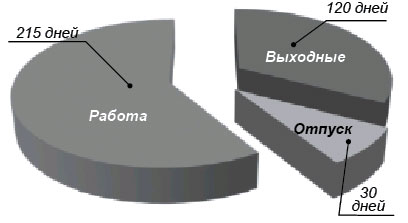 120 дней
215 дней
Выходные
Работа
Отпуск
30
дней